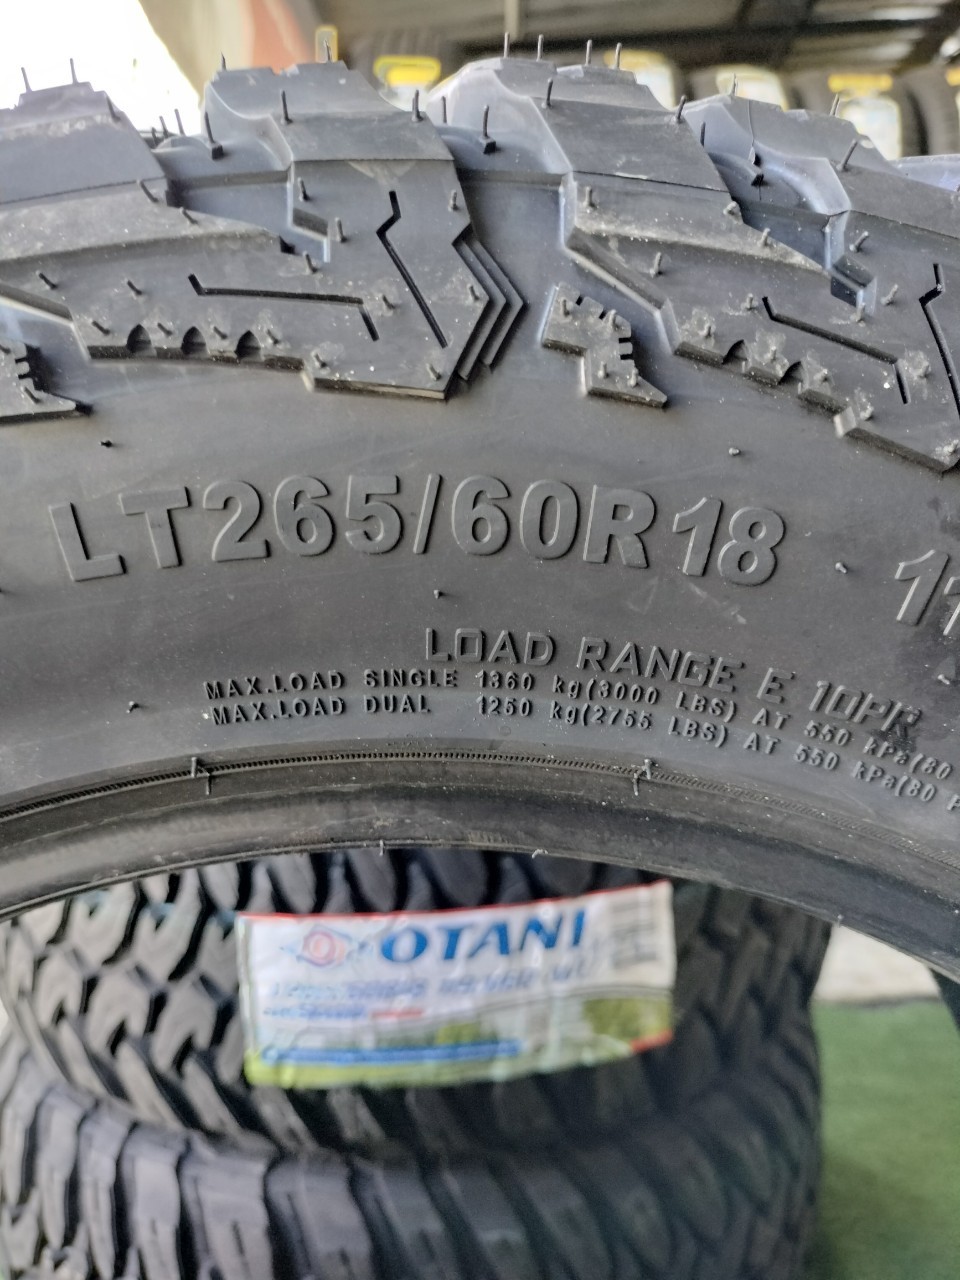 LT265/60R18
LOAD RANGE E 10PR
MAX.LOAD SINGLE 1360 kg(3000 LBS) AT 550 kPa(80
MAX.LOAD DUAL 1250 kg(2755 LBS) AT 550 kPa(80 P
OTANI